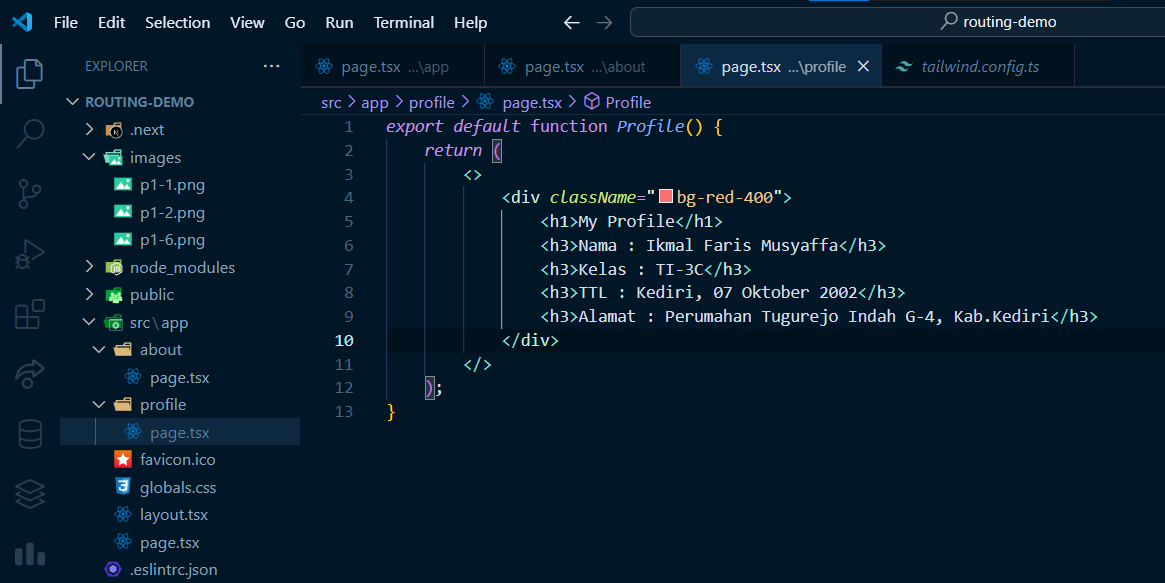 File Edit Selection View Go Run Terminal Help routing-demo
EXPLORER ...
page.tsx ...\app page.tsx ...\about page.tsx ...\profile tailwind.config.ts
src > app > profile > page.tsx > Profile
ROUTING-DEMO
.next
images
p1-1.png
p1-2.png
p1-6.png
node_modules
public
src\app
about
page.tsx
profile
page.tsx
favicon.ico
globals.css
layout.tsx
page.tsx
.eslintrc.json
1 export default function Profile() {
2 return (
3 <>
4 <div className="bg-red-400">
5 <h1>My Profile</h1>
6 <h3>Nama : Ikmal Faris Musyaffa</h3>
7 <h3>Kelas : TI-3C</h3>
8 <h3>TTL : Kediri, 07 Oktober 2002</h3>
9 <h3>Alamat : Perumahan Tugurejo Indah G-4, Kab.Kediri</h3>
10 </div>
11 </>
12 );
13 }